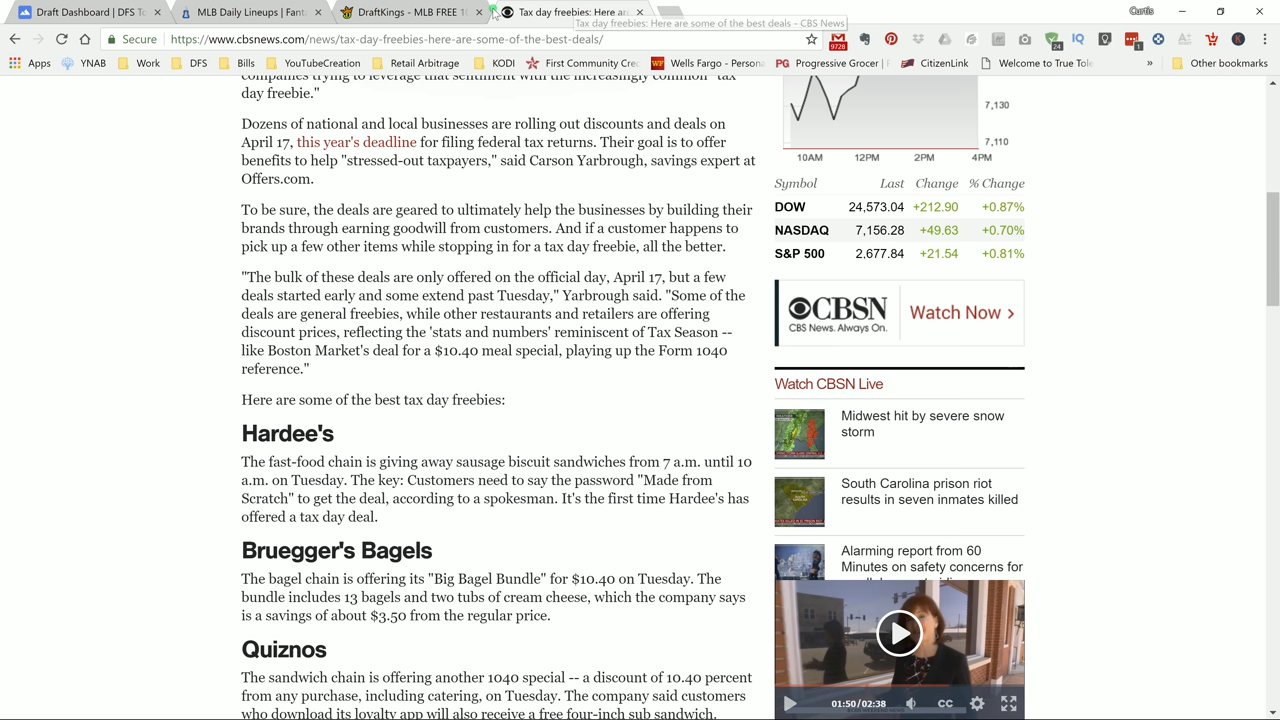 Draft Dashboard | DFS T
MLB Daily Lineups | Fant
DraftKings - MLB FREE 1
Tax day freebies: Here ar
Curtis
Tax day freebies: Here are some of the best deals - CBS News
Secure
https://www.cbsnews.com/news/tax-day-freebies-here-are-some-of-the-best-deals/
9728
24
1
Apps
YNAB
Work
DFS
Bills
YouTubeCreation
Retail Arbitrage
KODI
First Community Cre
Wells Fargo - Persona
Progressive Grocer |
CitizenLink
Welcome to True Tole
»
Other bookmarks
companies trying to leverage that sentiment with the increasingly common "tax
day freebie."
Dozens of national and local businesses are rolling out discounts and deals on
April 17, this year's deadline for filing federal tax returns. Their goal is to offer
benefits to help "stressed-out taxpayers," said Carson Yarbrough, savings expert at
Offers.com.
To be sure, the deals are geared to ultimately help the businesses by building their
brands through earning goodwill from customers. And if a customer happens to
pick up a few other items while stopping in for a tax day freebie, all the better.
"The bulk of these deals are only offered on the official day, April 17, but a few
deals started early and some extend past Tuesday," Yarbrough said. "Some of the
deals are general freebies, while other restaurants and retailers are offering
discount prices, reflecting the 'stats and numbers' reminiscent of Tax Season --
like Boston Market's deal for a $10.40 meal special, playing up the Form 1040
reference."
Here are some of the best tax day freebies:
Hardee's
The fast-food chain is giving away sausage biscuit sandwiches from 7 a.m. until 10
a.m. on Tuesday. The key: Customers need to say the password "Made from
Scratch" to get the deal, according to a spokesman. It's the first time Hardee's has
offered a tax day deal.
Bruegger's Bagels
The bagel chain is offering its "Big Bagel Bundle" for $10.40 on Tuesday. The
bundle includes 13 bagels and two tubs of cream cheese, which the company says
is a savings of about $3.50 from the regular price.
Quiznos
The sandwich chain is offering another 1040 special -- a discount of 10.40 percent
from any purchase, including catering, on Tuesday. The company said customers
who download its loyalty app will also receive a free four-inch sub sandwich.
7,130
7,110
10AM 12PM 2PM 4PM
Symbol Last Change % Change
DOW 24,573.04 +212.90 +0.87%
NASDAQ 7,156.28 +49.63 +0.70%
S&P 500 2,677.84 +21.54 +0.81%
CBSN
CBS News. Always On.
Watch Now >
Watch CBSN Live
Midwest hit by severe snow
storm
South Carolina prison riot
results in seven inmates killed
Alarming report from 60
Minutes on safety concerns for
01:50/02:38
CC